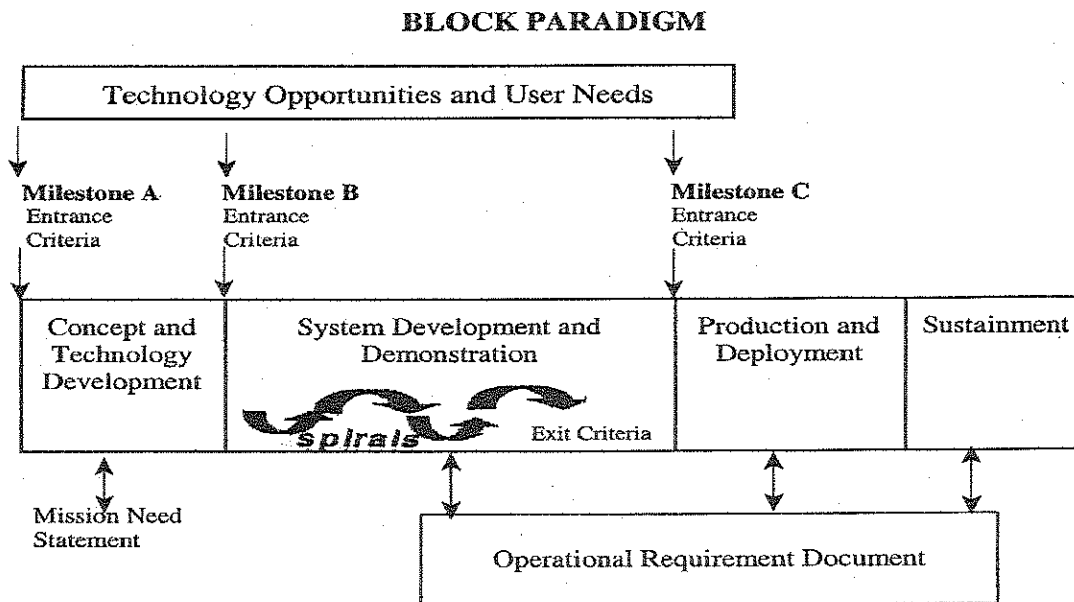 BLOCK PARADIGM
Technology Opportunities and User Needs
Milestone A
Entrance
Criteria
Milestone B
Entrance
Criteria
Milestone C
Entrance
Criteria
Concept and
Technology
Development
System Development and
Demonstration
spirals
Exit Criteria
Production and
Deployment
Sustainment
Mission Need
Statement
Operational Requirement Document